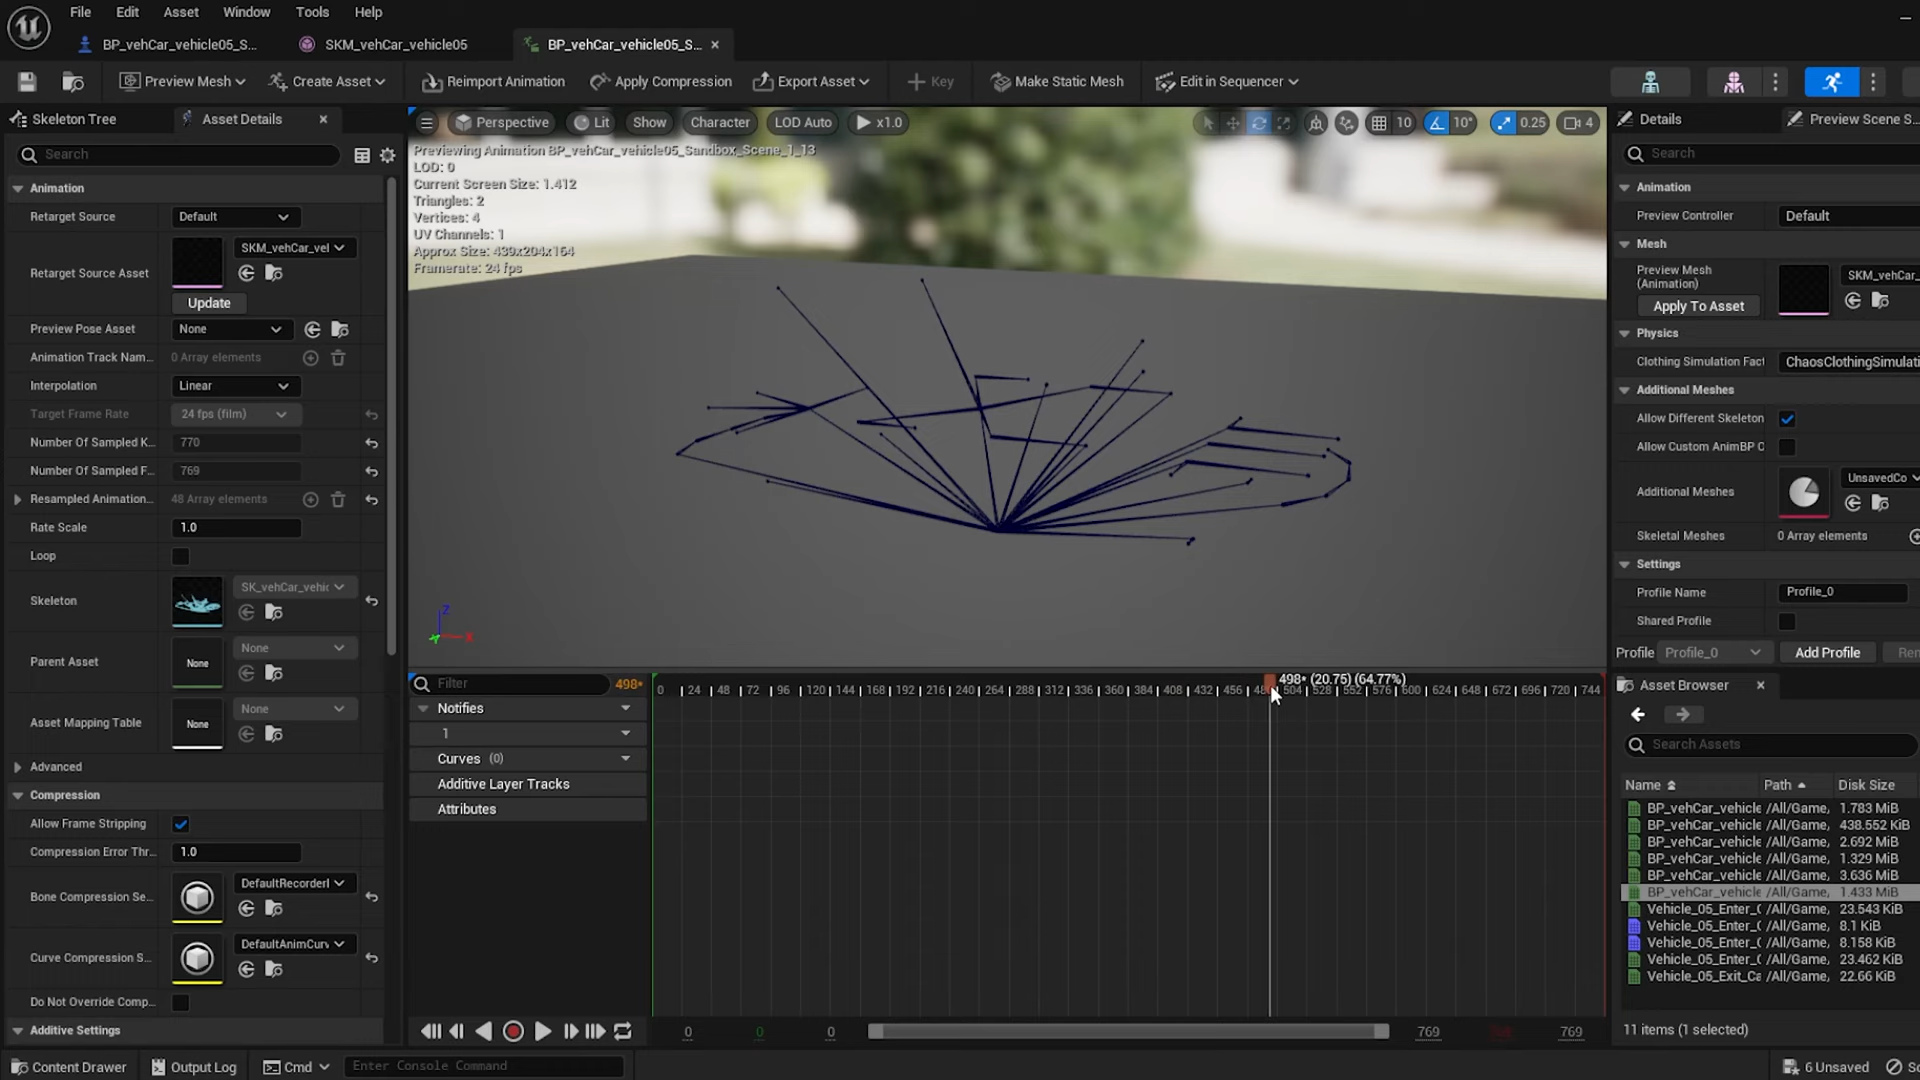 File Edit Asset Window Tools Help
BP_vehCar_vehicle05_S... SKM_vehCar_vehicle05 BP_vehCar_vehicle05_S...
Preview Mesh Create Asset Reimport Animation Apply Compression Export Asset Key Make Static Mesh Edit in Sequencer
Skeleton Tree Asset Details
Search
Animation
Retarget Source Default
SKM_vehCar_vel
Retarget Source Asset
Update
Preview Pose Asset None
Animation Track Nam... 0 Array elements
Interpolation Linear
Target Frame Rate 24 fps (film)
Number Of Sampled K... 770
Number Of Sampled F... 769
Resampled Animation... 48 Array elements
Rate Scale 1.0
Loop
Skeleton SK_vehCar_vehic
Parent Asset None None
Asset Mapping Table None None
Advanced
Compression
Allow Frame Stripping
Compression Error Thr... 1.0
Bone Compression Se... DefaultRecorderl
Curve Compression S... DefaultAnimCurv
Do Not Override Comp...
Additive Settings
Perspective Lit Show Character LOD Auto x1.0 10 10° 0.25 4
Previewing Animation BP_vehCar_vehicle05_Sandbox_Scene_1_13
LOD: 0
Current Screen Size: 1.412
Triangles: 2
Vertices: 4
UV Channels: 1
Approx Size: 439x204x164
Framerate: 24 fps
Z
X
Y
Filter 498*
498* (20.75) (64.77%)
0 24 48 72 96 120 144 168 192 216 240 264 288 312 336 360 384 408 432 456 48 504 528 552 576 600 624 648 672 696 720 744
Notifies
1
Curves (0)
Additive Layer Tracks
Attributes
0 0 0 769 769
Details Preview Scene S...
Search
Animation
Preview Controller Default
Mesh
Preview Mesh (Animation) SKM_vehCar_
Apply To Asset
Physics
Clothing Simulation Fact ChaosClothingSimulati
Additional Meshes
Allow Different Skeleton
Allow Custom AnimBP O
Additional Meshes UnsavedCo
Skeletal Meshes 0 Array elements
Settings
Profile Name Profile_0
Shared Profile
Profile Profile_0 Add Profile Ren
Asset Browser
Search Assets
Name Path Disk Size
BP_vehCar_vehicle /All/Game, 1.783 MiB
BP_vehCar_vehicle /All/Game, 438.552 KiB
BP_vehCar_vehicle /All/Game, 2.692 MiB
BP_vehCar_vehicle /All/Game, 1.329 MiB
BP_vehCar_vehicle /All/Game, 3.636 MiB
BP_vehCar_vehicle /All/Game, 1.433 MiB
Vehicle_05_Enter_( /All/Game, 23.543 KiB
Vehicle_05_Enter_( /All/Game, 8.1 KiB
Vehicle_05_Enter_( /All/Game, 8.158 KiB
Vehicle_05_Enter_( /All/Game, 23.462 KiB
Vehicle_05_Exit_Ca /All/Game, 22.66 KiB
11 items (1 selected)
Content Drawer Output Log Cmd Enter Console Command 6 Unsaved So